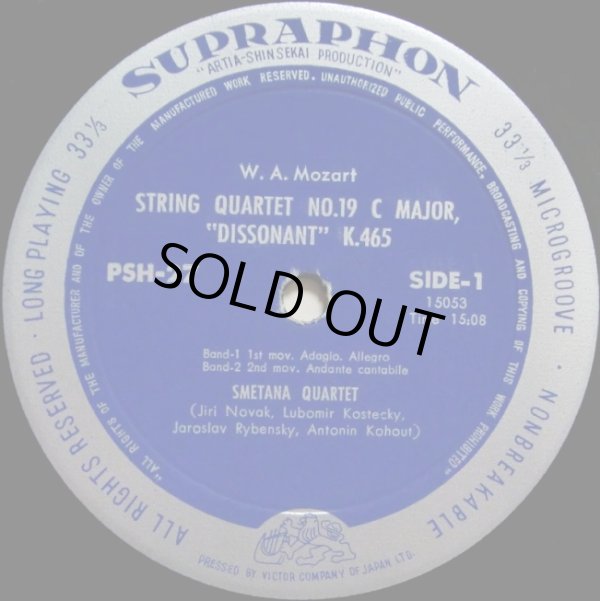 SUPRAPHON
"ARTIA-SHINSEKAI PRODUCTION"
LONG PLAYING 33⅓
33⅓ MICROGROOVE
"ALL RIGHTS OF THE MANUFACTURER AND OF THE OWNER OF THE MANUFACTURED WORK RESERVED. UNAUTHORIZED PUBLIC PERFORMANCE, BROADCASTING AND COPYING OF THIS WORK PROHIBITED"
W. A. Mozart
STRING QUARTET NO.19 C MAJOR,
"DISSONANT" K.465
SIDE-1
15053
15:08
SOLD OUT
Band-1 1st mov. Adagio. Allegro
Band-2 2nd mov. Andante cantabile
SMETANA QUARTET
(Jiri Novak, Lubomir Kostecky,
Jaroslav Rybensky, Antonin Kohout)
ALL RIGHTS RESERVED
NONBREAKABLE
PRESSED BY VICTOR COMPANY OF JAPAN LTD.